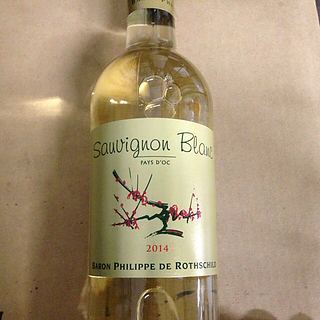 Sauvignon Blanc
PAYS D'OC
2014
BARON PHILIPPE DE ROTHSCHILD